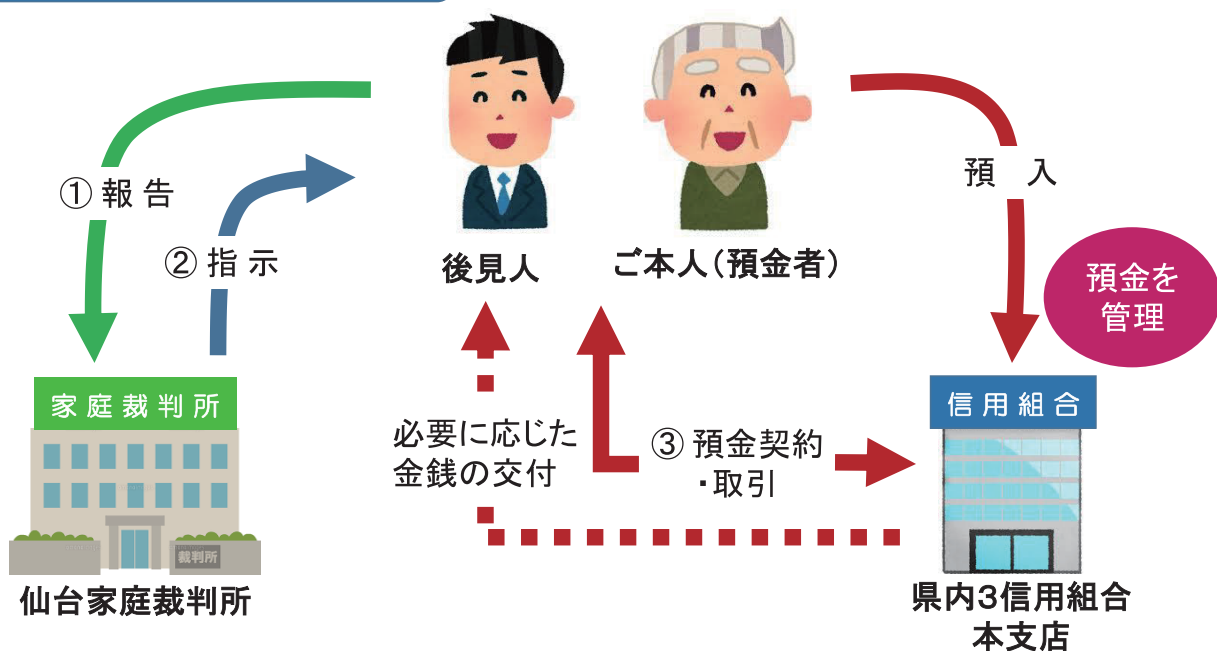 ① 報 告
② 指 示
後見人
ご本人（預金者）
預　入
預金を
管理
家 庭 裁 判 所
信 用 組 合
必要に応じた
金銭の交付
③ 預金契約
・取引
裁判所
仙台家庭裁判所
県内3信用組合
本支店